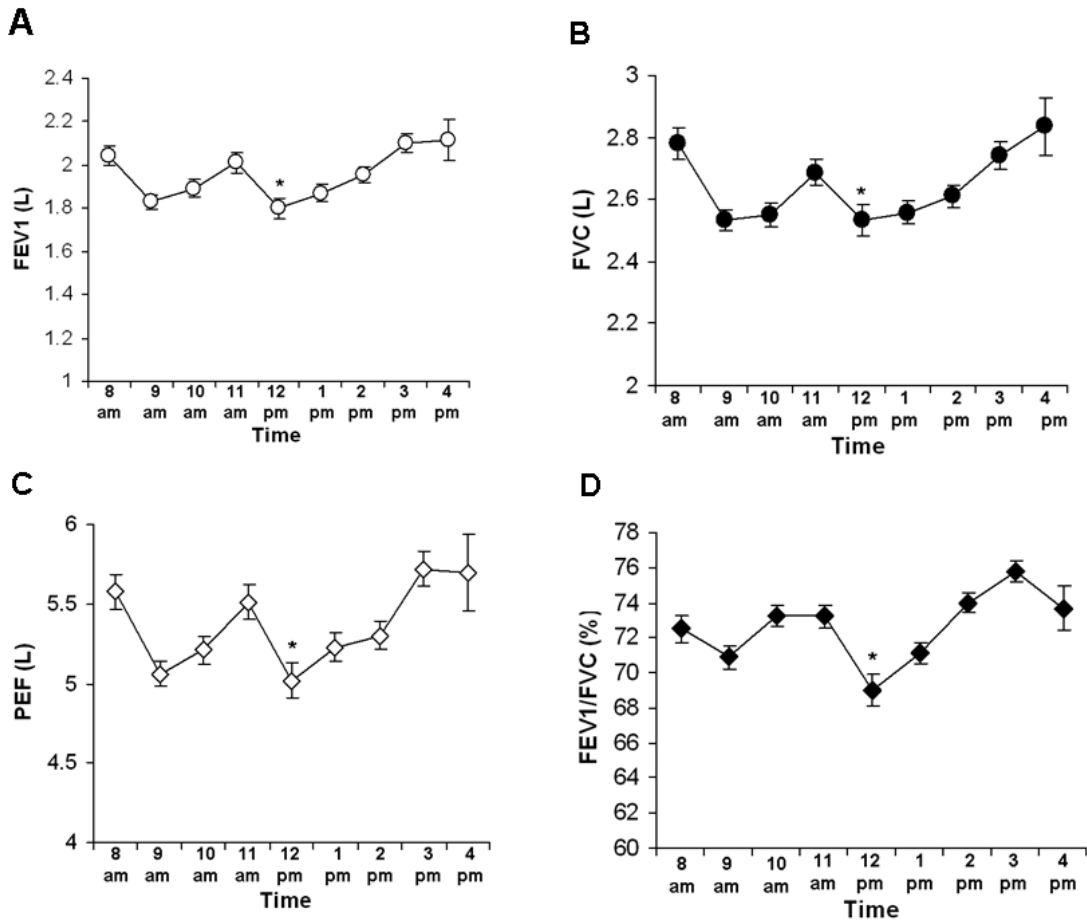 A
FEV1 (L)
2.4
2.2
2
1.8
1.6
1.4
1.2
1
*
8 9 10 11 12 1 2 3 4
am am am am pm pm pm pm pm
Time
B
FVC (L)
3
2.8
2.6
2.4
2.2
2
*
8 9 10 11 12 1 2 3 4
am am am am pm pm pm pm pm
Time
C
PEF (L)
6
5.5
5
4.5
4
*
8 9 10 11 12 1 2 3 4
am am am am pm pm pm pm pm
Time
D
FEV1/FVC (%)
78
76
74
72
70
68
66
64
62
60
*
8 9 10 11 12 1 2 3 4
am am am am pm pm pm pm pm
Time